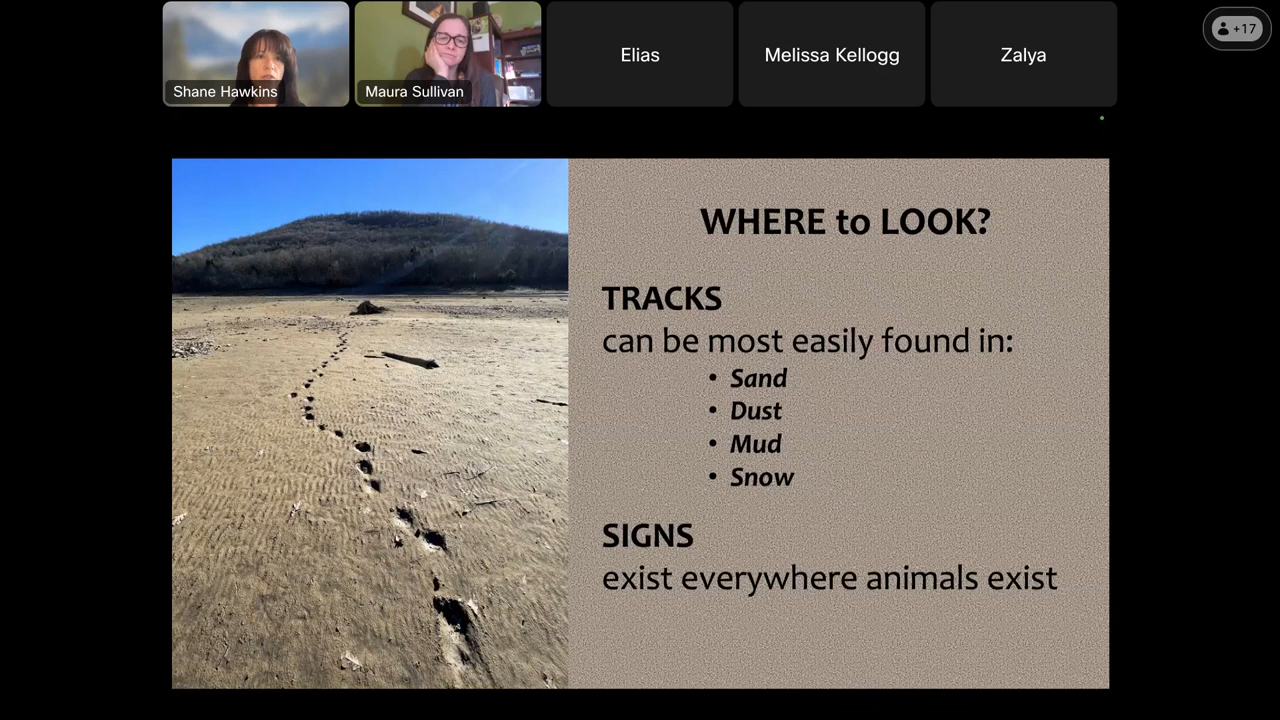 Shane Hawkins
Maura Sullivan
Elias
Melissa Kellogg
Zalya
+17
WHERE to LOOK?
TRACKS
can be most easily found in:
• Sand
• Dust
• Mud
• Snow
SIGNS
exist everywhere animals exist